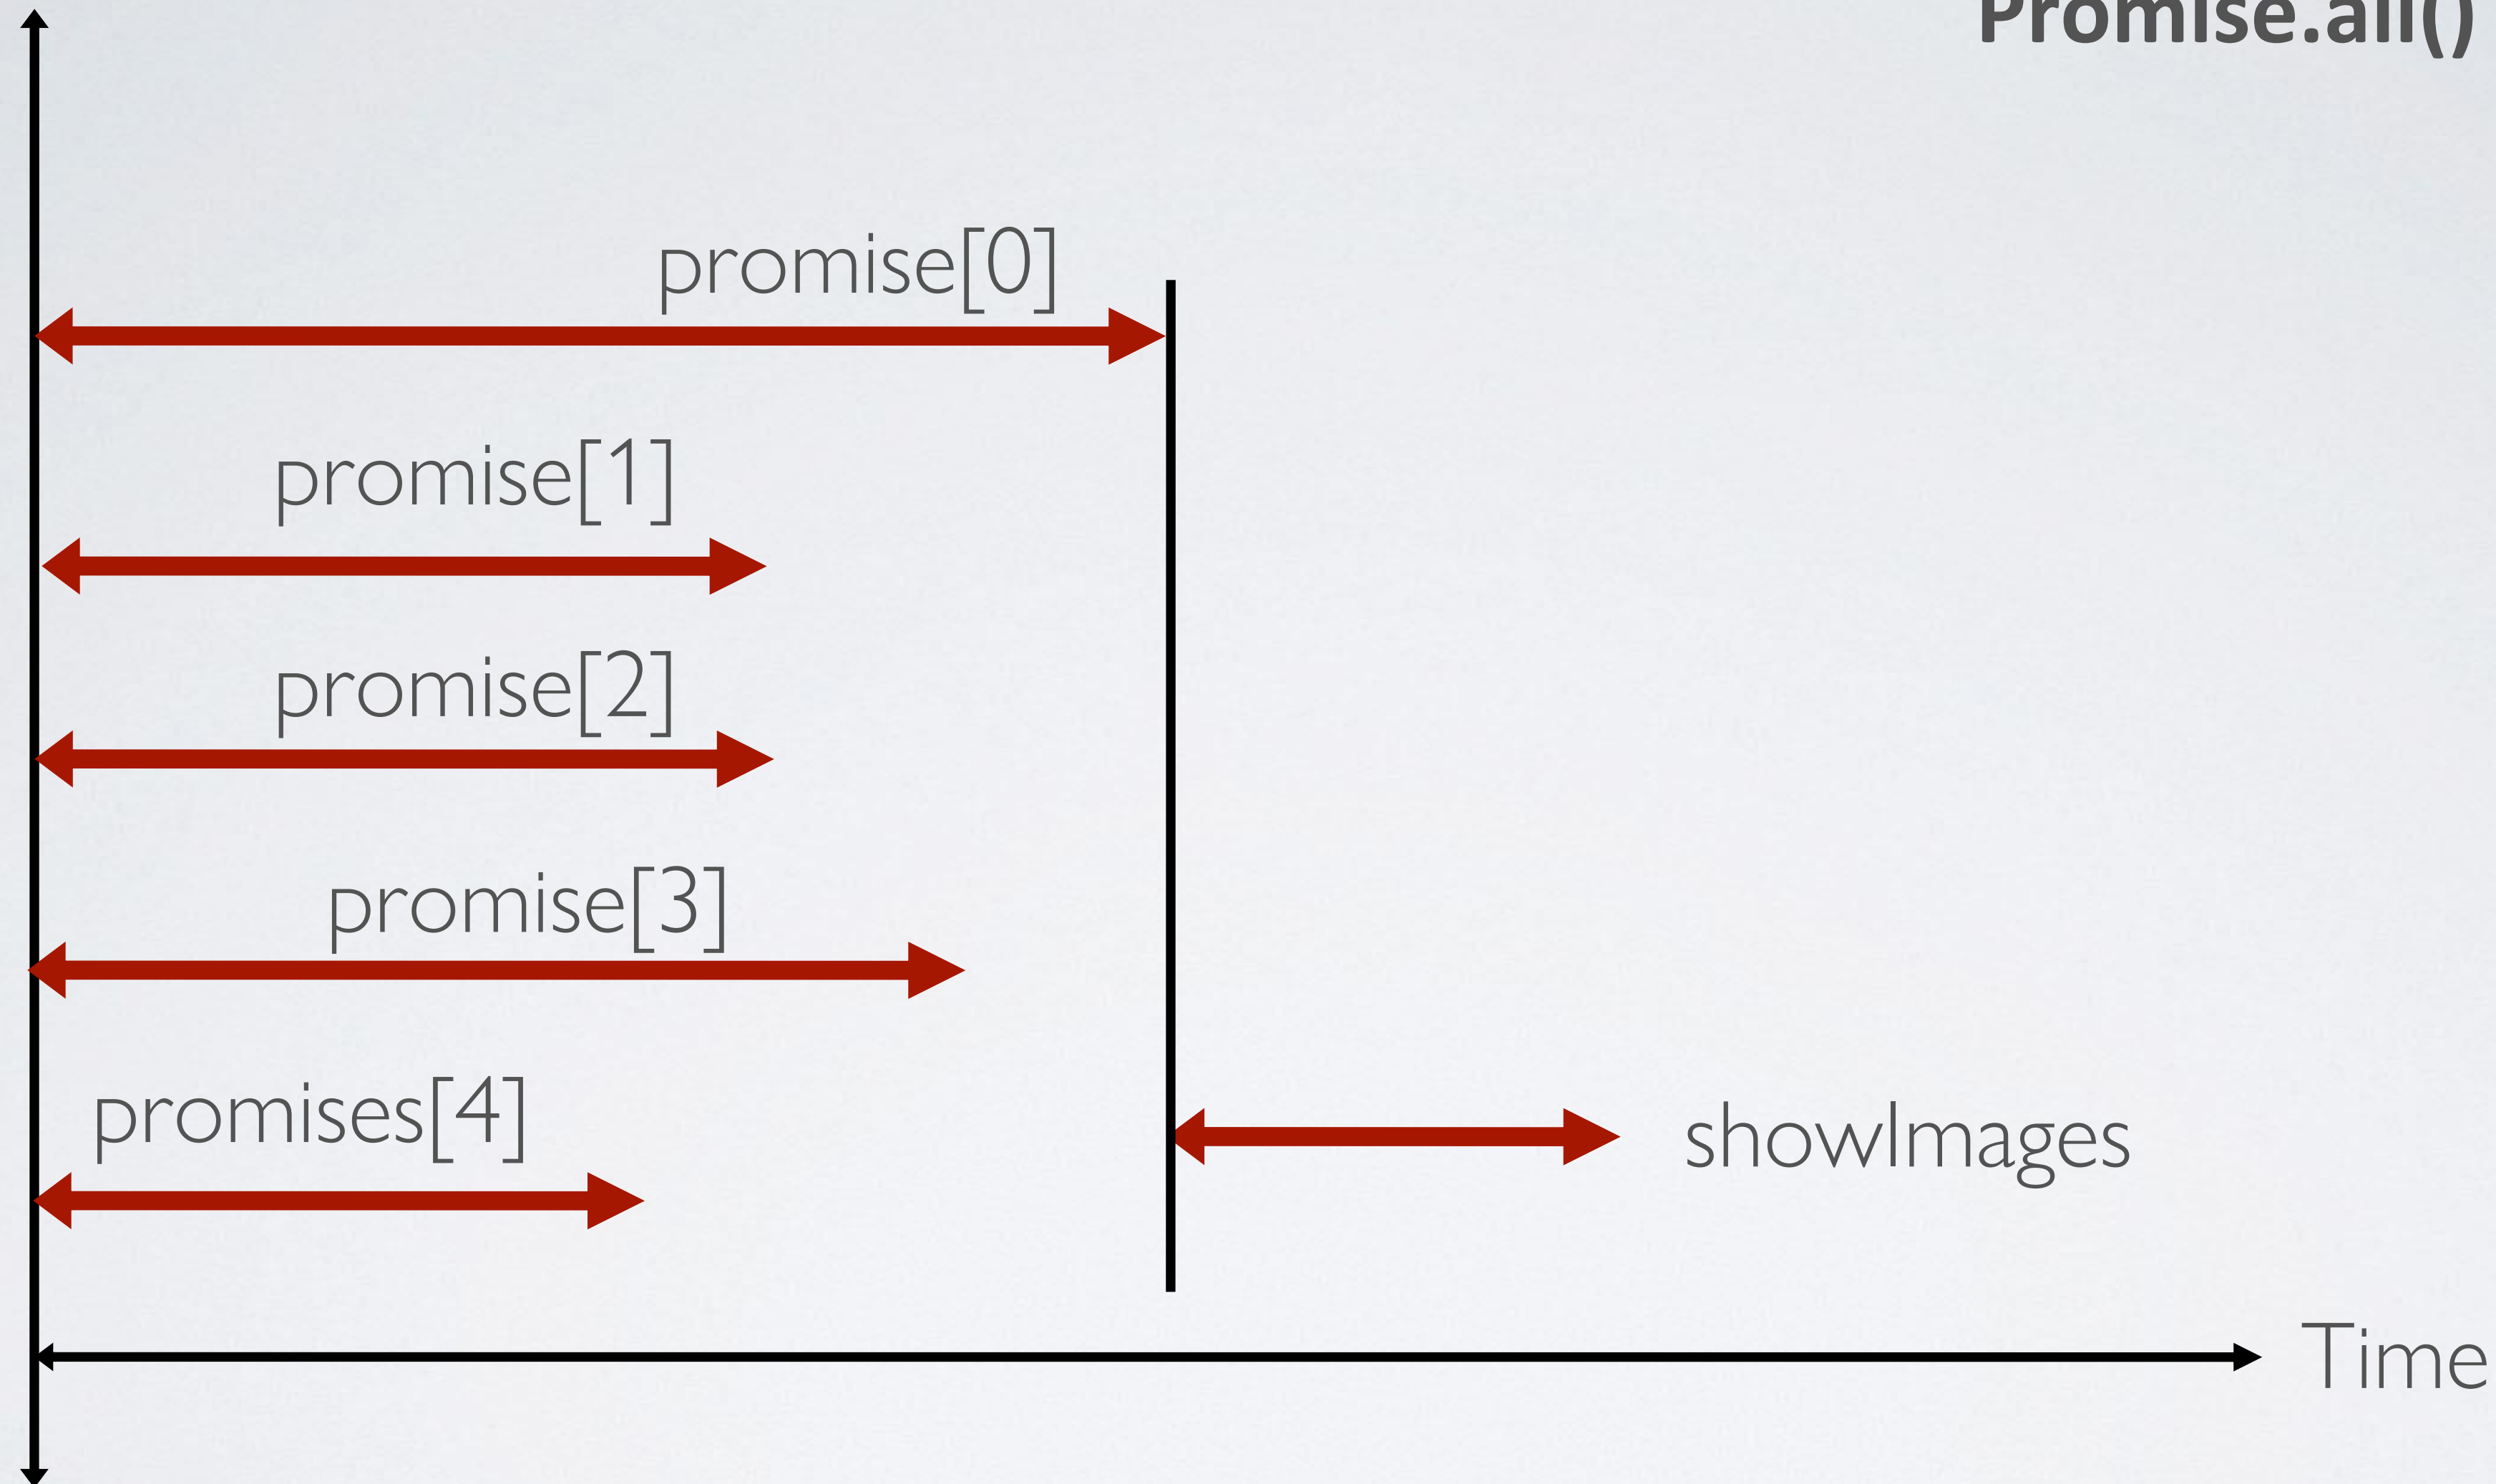 Promise.all()
promise[0]
promise[1]
promise[2]
promise[3]
promises[4]
showImages
Time